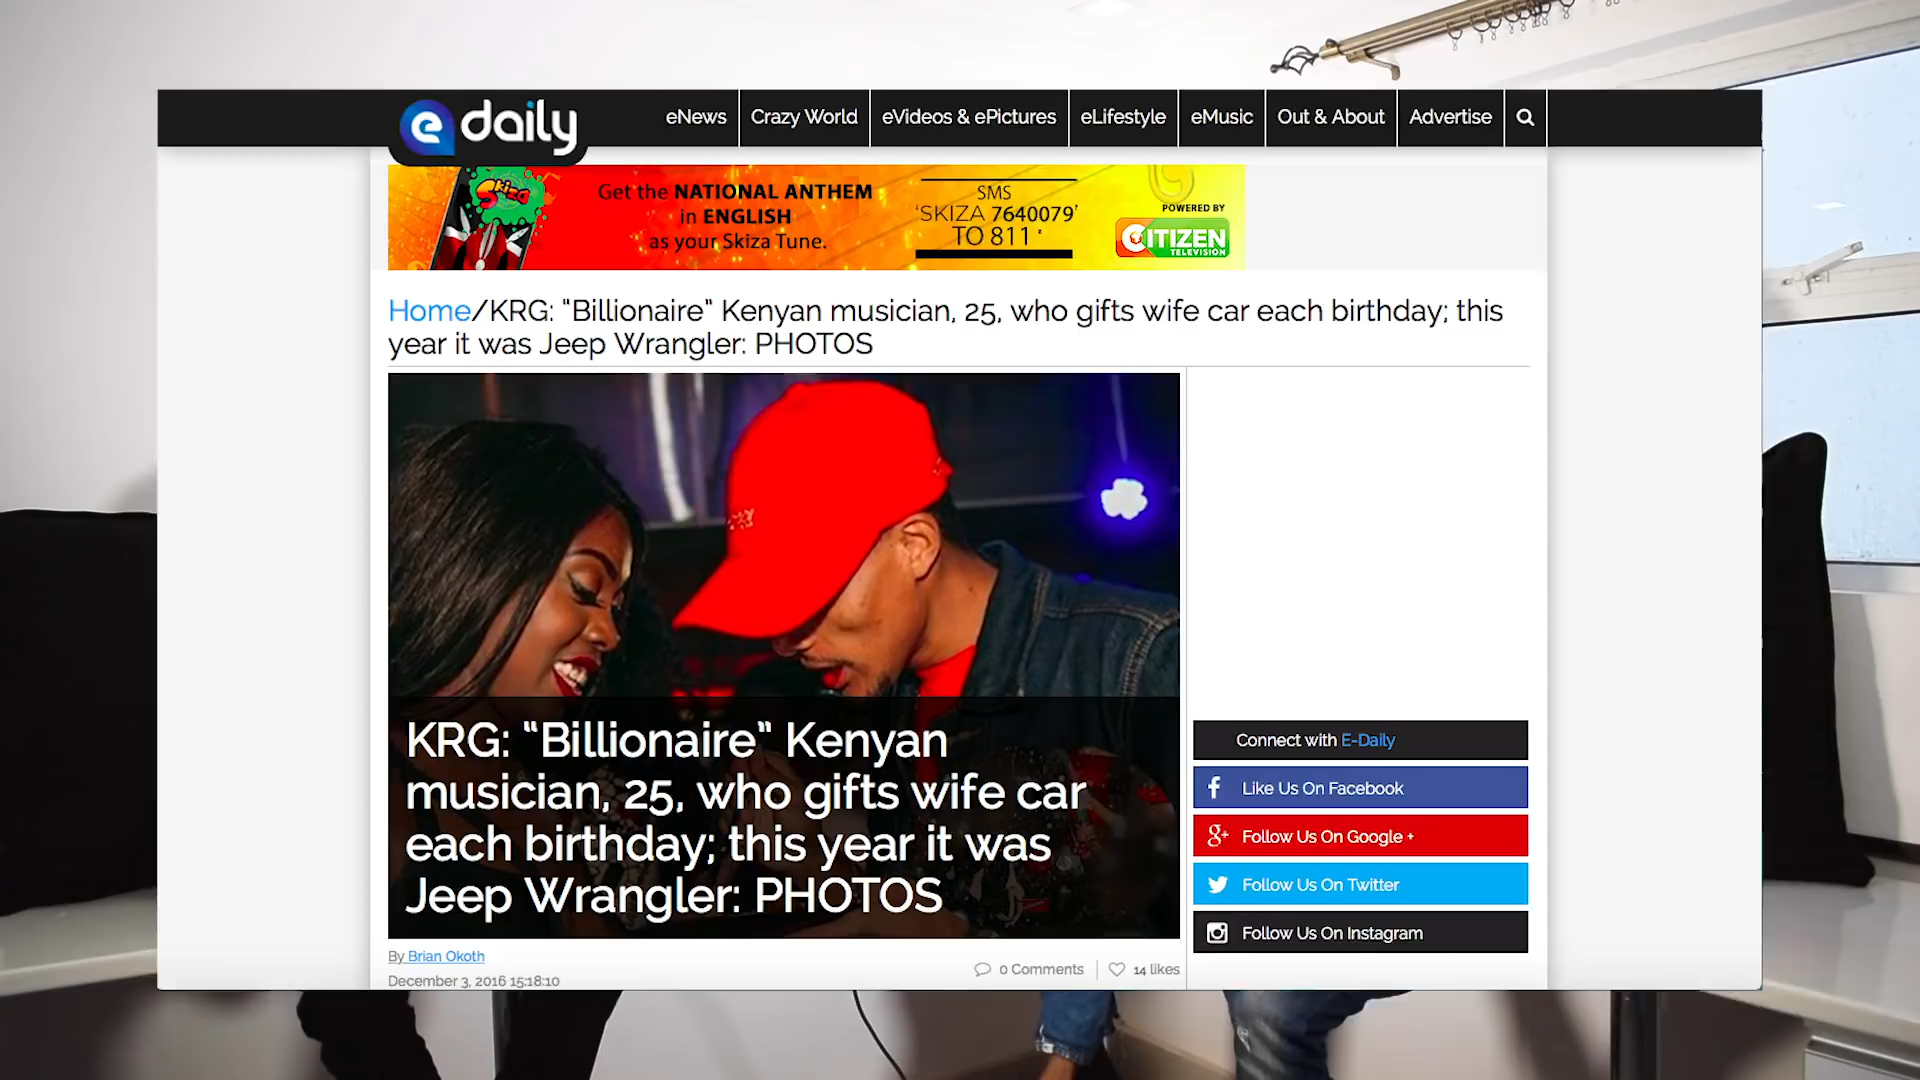 e daily
eNews
Crazy World
eVideos & ePictures
eLifestyle
eMusic
Out & About
Advertise
Skiza
Get the NATIONAL ANTHEM
in ENGLISH
as your Skiza Tune.
SMS
'SKIZA 7640079'
TO 811 *
POWERED BY
CITIZEN
TELEVISION
Home/KRG: "Billionaire" Kenyan musician, 25, who gifts wife car each birthday; this
year it was Jeep Wrangler: PHOTOS
KRG: "Billionaire" Kenyan
musician, 25, who gifts wife car
each birthday; this year it was
Jeep Wrangler: PHOTOS
Connect with E-Daily
Like Us On Facebook
Follow Us On Google +
Follow Us On Twitter
Follow Us On Instagram
By Brian Okoth
0 Comments
14 likes
December 3, 2016 15:18:10